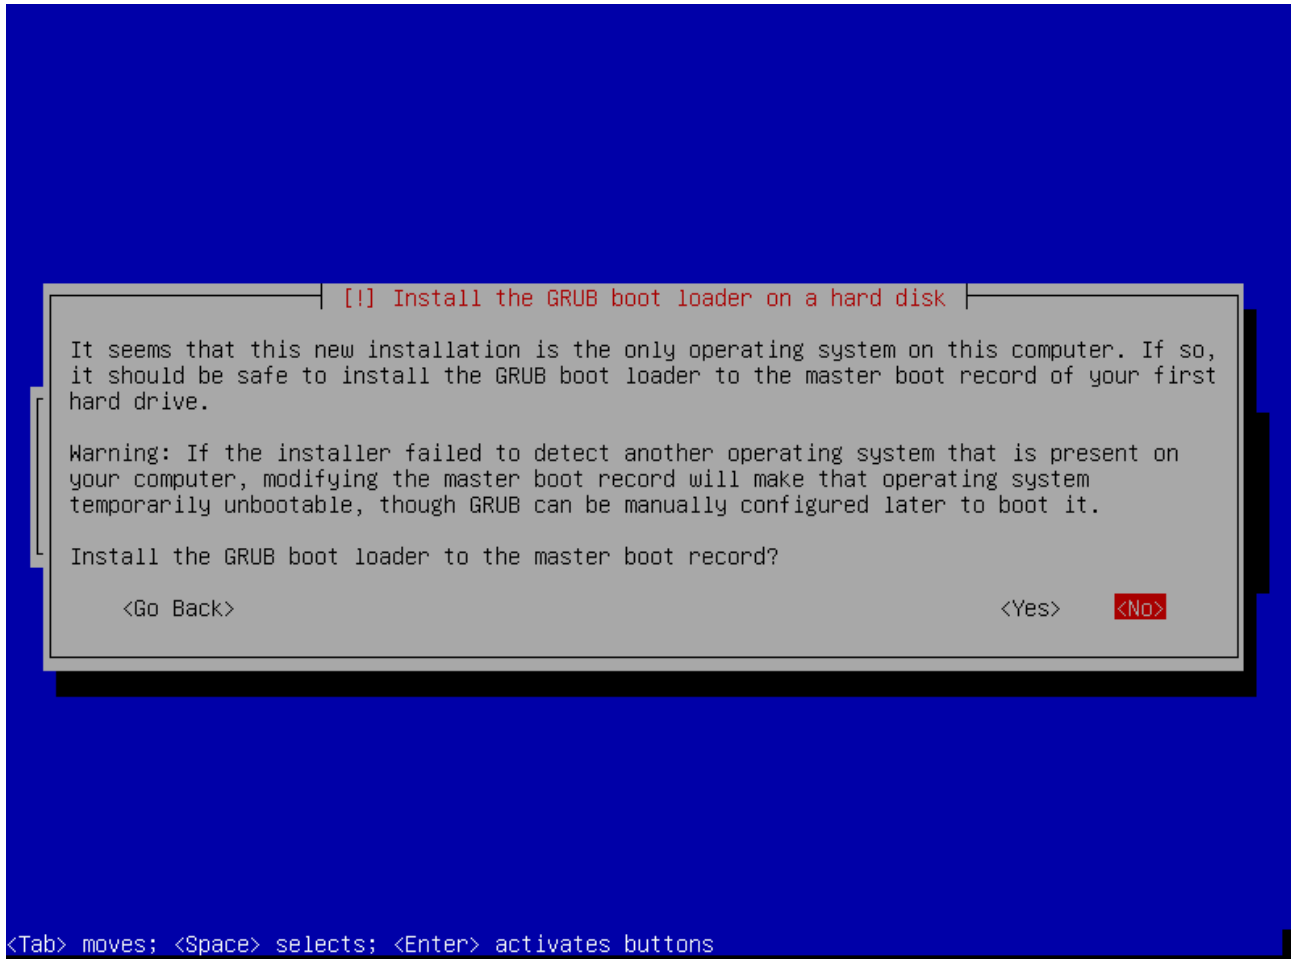 [!] Install the GRUB boot loader on a hard disk
It seems that this new installation is the only operating system on this computer. If so,
it should be safe to install the GRUB boot loader to the master boot record of your first
hard drive.
Warning: If the installer failed to detect another operating system that is present on
your computer, modifying the master boot record will make that operating system
temporarily unbootable, though GRUB can be manually configured later to boot it.
Install the GRUB boot loader to the master boot record?
<Go Back> <Yes> <No>
<Tab> moves; <Space> selects; <Enter> activates buttons